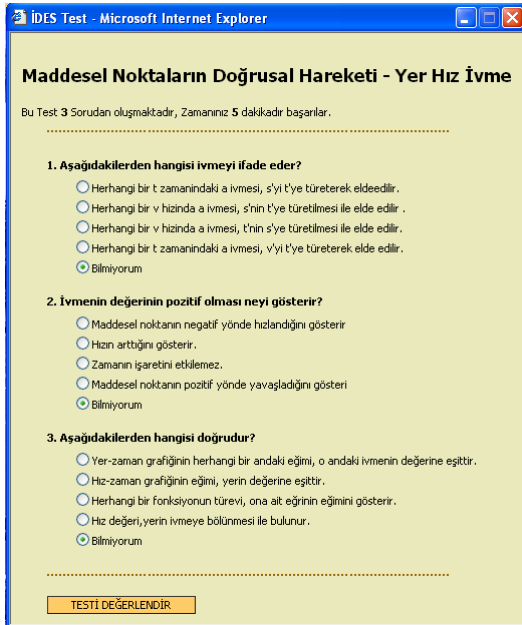 İDES Test - Microsoft Internet Explorer
Maddesel Noktaların Doğrusal Hareketi - Yer Hız İvme
Bu Test 3 Sorudan oluşmaktadır, Zamanınız 5 dakikadır başarılar.
1. Aşağıdakilerden hangisi ivmeyi ifade eder?
Herhangi bir t zamanindaki a ivmesi, s'yi t'ye türeterek eldeedilir.
Herhangi bir v hizinda a ivmesi, s'nin t'ye türetilmesi ile elde edilir .
Herhangi bir v hizinda a ivmesi, t'nin s'ye türetilmesi ile elde edilir.
Herhangi bir t zamanindaki a ivmesi, v'yi t'ye türeterek elde edilir.
Bilmiyorum
2. İvmenin değerinin pozitif olması neyi gösterir?
Maddesel noktanın negatif yönde hızlandığını gösterir
Hızın arttığını gösterir.
Zamanın işaretini etkilemez.
Maddesel noktanın pozitif yönde yavaşladığını gösteri
Bilmiyorum
3. Aşağıdakilerden hangisi doğrudur?
Yer-zaman grafiğinin herhangi bir andaki eğimi, o andaki ivmenin değerine eşittir.
Hız-zaman grafiğinin eğimi, yerin değerine eşittir.
Herhangi bir fonksiyonun türevi, ona ait eğrinin eğimini gösterir.
Hız değeri,yerin ivmeye bölünmesi ile bulunur.
Bilmiyorum
TESTİ DEĞERLENDİR